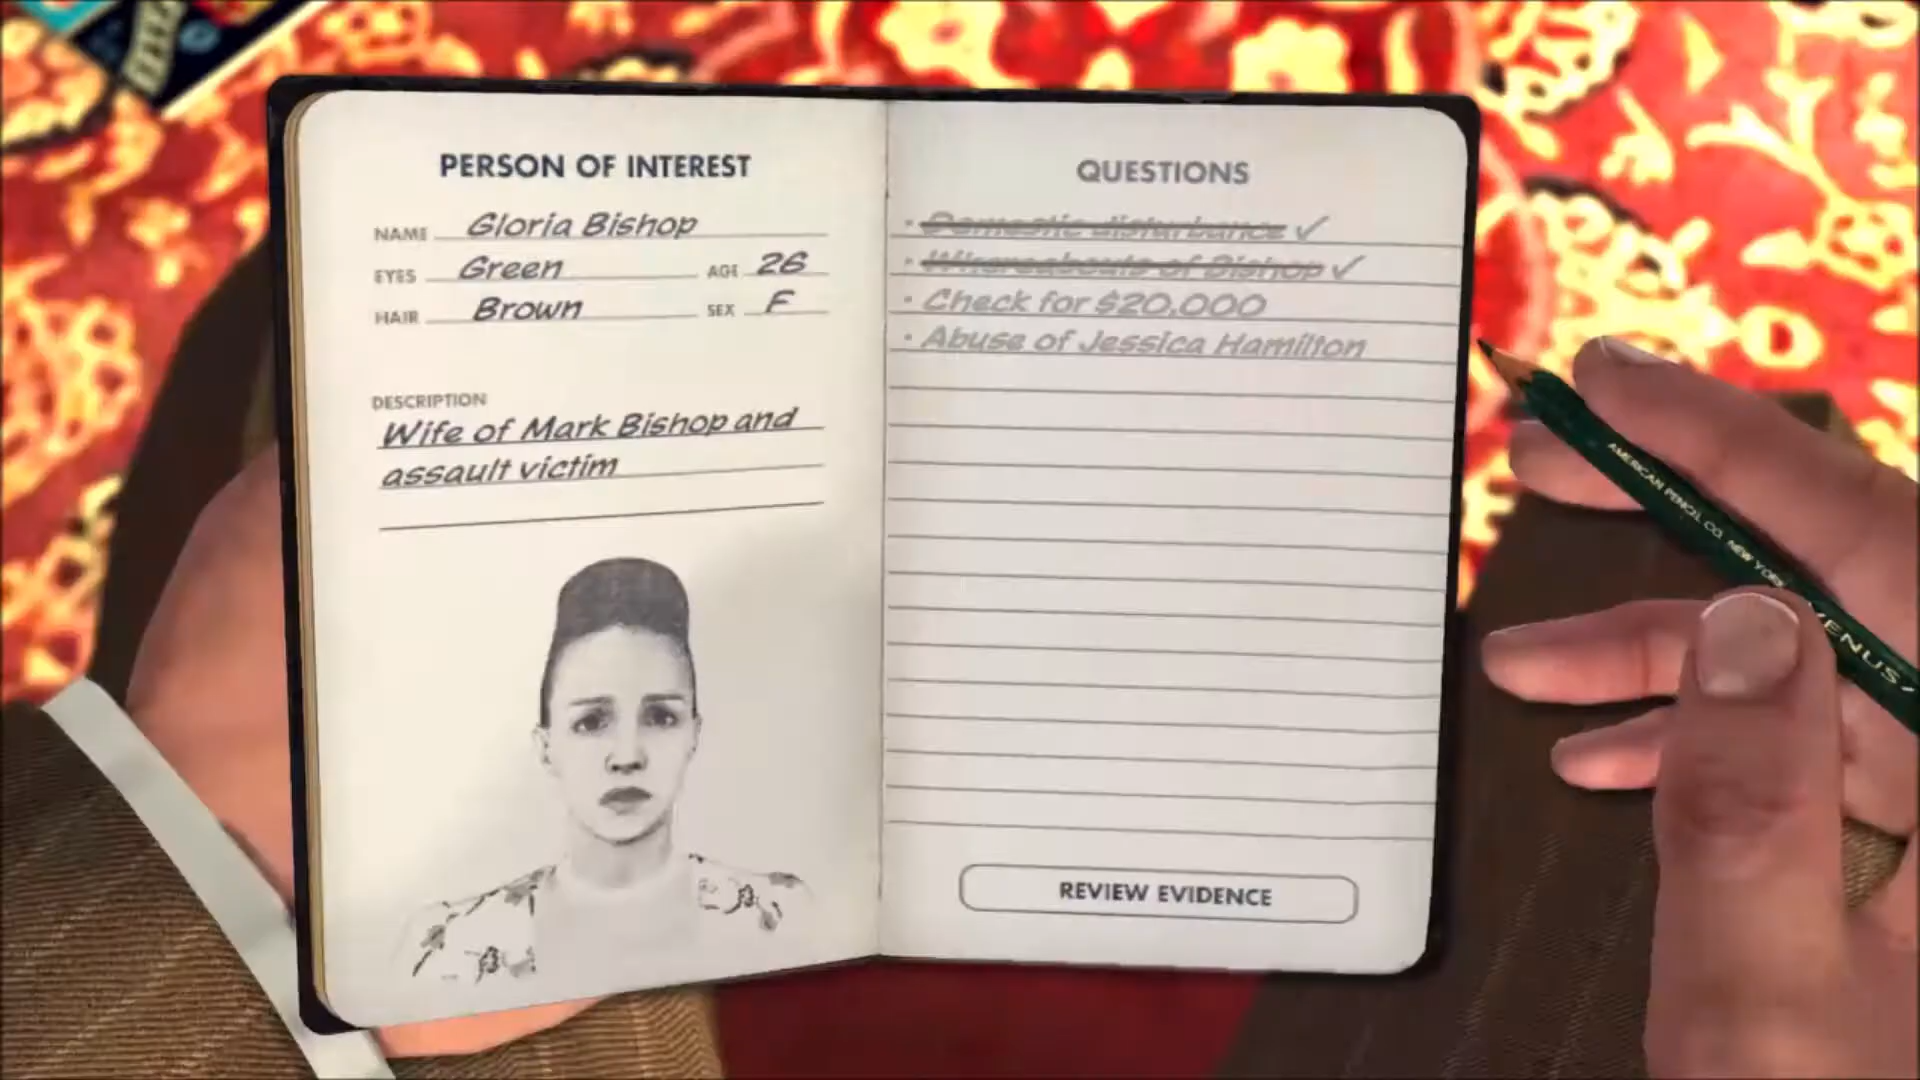 PERSON OF INTEREST
NAME Gloria Bishop
EYES Green AGE 26
HAIR Brown SEX F
DESCRIPTION
Wife of Mark Bishop and
assault victim
QUESTIONS
• Domestic disturbance ✓
• Whereabouts of Bishop ✓
• Check for $20,000
• Abuse of Jessica Hamilton
REVIEW EVIDENCE
AMERICAN PENCIL CO. NEW YORK VENUS